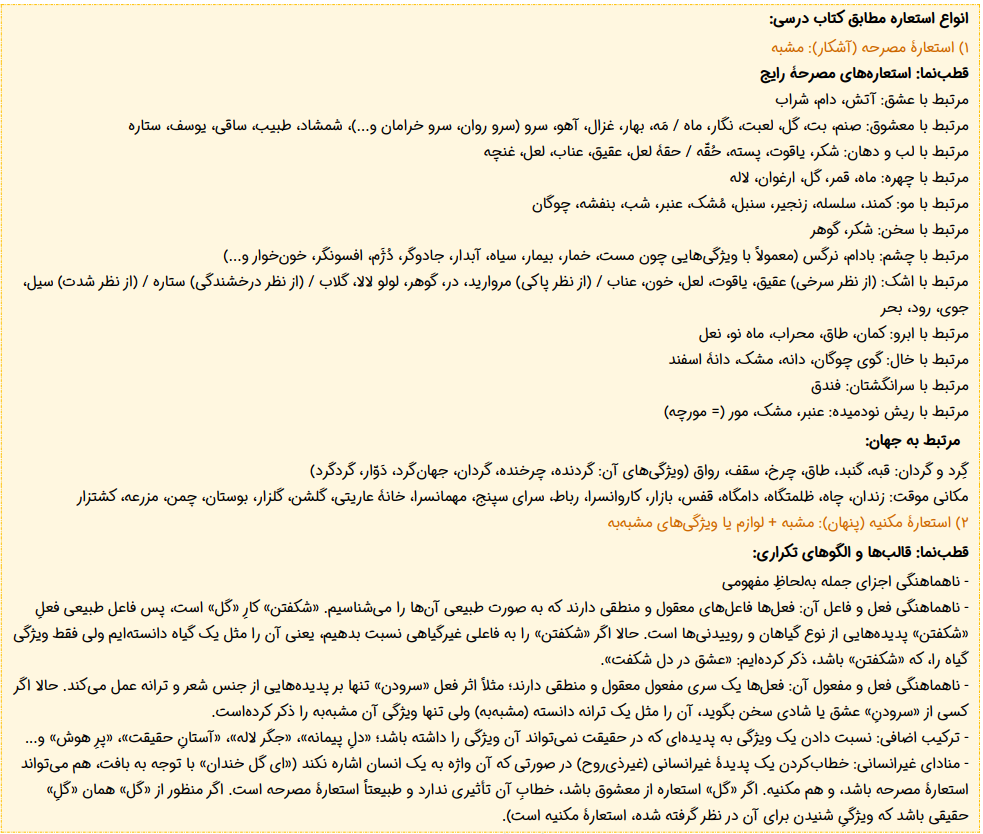 انواع استعاره مطابق کتاب درسی:
۱) استعارهٔ مصرحه (آشکار): مشبه
قطب‌نما: استعاره‌های مصرحهٔ رایج
مرتبط با عشق: آتش، دام، شراب
مرتبط با معشوق: صنم، بت، گل، لعبت، نگار، ماه / مَه، بهار، غزال، آهو، سرو (سرو روان، سرو خرامان و...)، شمشاد، طبیب، ساقی، یوسف، ستاره
مرتبط با لب و دهان: شکر، یاقوت، پسته، حُقّه / حقهٔ لعل، عقیق، عناب، لعل، غنچه
مرتبط با چهره: ماه، قمر، گل، ارغوان، لاله
مرتبط با مو: کمند، سلسله، زنجیر، سنبل، مُشک، عنبر، شب، بنفشه، چوگان
مرتبط با سخن: شکر، گوهر
مرتبط با چشم: بادام، نرگس (معمولاً با ویژگی‌هایی چون مست، خمار، بیمار، سیاه، آبدار، جادوگر، دُژَم، افسونگر، خون‌خوار و...)
مرتبط با اشک: (از نظر سرخی) عقیق، یاقوت، لعل، خون، عناب / (از نظر پاکی) مروارید، در، گوهر، لولو لالا، گلاب / (از نظر درخشندگی) ستاره / (از نظر شدت) سیل،
جوی، رود، بحر
مرتبط با ابرو: کمان، طاق، محراب، ماه نو، نعل
مرتبط با خال: گوی چوگان، دانه، مشک، دانهٔ اسفند
مرتبط با سرانگشتان: فندق
مرتبط با ریش نودمیده: عنبر، مشک، مور (= مورچه)
مرتبط به جهان:
گِرد و گردان: قبه، گنبد، طاق، چرخ، سقف، رواق (ویژگی‌های آن: گردنده، چرخنده، گردان، جهان‌گرد، دَوّار، گردگرد)
مکانی موقت: زندان، چاه، ظلمتگاه، دامگاه، قفس، بازار، کاروانسرا، رباط، سرای سپنج، مهمانسرا، خانهٔ عاریتی، گلشن، گلزار، بوستان، چمن، مزرعه، کشتزار
۲) استعارهٔ مکنیه (پنهان): مشبه + لوازم یا ویژگی‌های مشبه‌به
قطب‌نما: قالب‌ها و الگوهای تکراری:
- ناهماهنگی اجزای جمله به‌لحاظِ مفهومی
- ناهماهنگی فعل و فاعل آن: فعل‌ها فاعل‌های معقول و منطقی دارند که به صورت طبیعی آن‌ها را می‌شناسیم. «شکفتن» کارِ «گل» است، پس فاعل طبیعی فعلِ
«شکفتن» پدیده‌هایی از نوع گیاهان و روییدنی‌ها است. حالا اگر «شکفتن» را به فاعلی غیرگیاهی نسبت بدهیم، یعنی آن را مثل یک گیاه دانسته‌ایم ولی فقط ویژگی
گیاه را، که «شکفتن» باشد، ذکر کرده‌ایم: «عشق در دل شکفت».
- ناهماهنگی فعل و مفعول آن: فعل‌ها یک سری مفعول معقول و منطقی دارند؛ مثلاً اثر فعل «سرودن» تنها بر پدیده‌هایی از جنس شعر و ترانه عمل می‌کند. حالا اگر
کسی از «سرودنِ» عشق یا شادی سخن بگوید، آن را مثل یک ترانه دانسته (مشبه‌به) ولی تنها ویژگی آن مشبه‌به را ذکر کرده‌است.
- ترکیب اضافی: نسبت دادن یک ویژگی به پدیده‌ای که در حقیقت نمی‌تواند آن ویژگی را داشته باشد؛ «دلِ پیمانه»، «جگر لاله»، «آستانِ حقیقت»، «پرِ هوش» و...
- منادای غیرانسانی: خطاب‌کردن یک پدیدهٔ غیرانسانی (غیرذی‌روح) در صورتی که آن واژه به یک انسان اشاره نکند («ای گل خندان» با توجه به بافت، هم می‌تواند
استعارهٔ مصرحه باشد، و هم مکنیه. اگر «گل» استعاره از معشوق باشد، خطابِ آن تأثیری ندارد و طبیعتاً استعارهٔ مصرحه است. اگر منظور از «گل» همان «گلِ»
حقیقی باشد که ویژگیِ شنیدن برای آن در نظر گرفته شده، استعارهٔ مکنیه است).